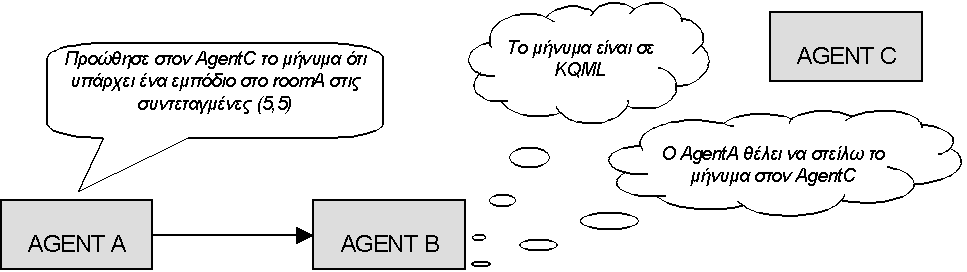 Προώθησε στον AgentC το μήνυμα ότι
υπάρχει ένα εμπόδιο στο roomA στις
συντεταγμένες (5,5)
Το μήνυμα είναι σε
KQML
AGENT C
Ο AgentA θέλει να στείλω το
μήνυμα στον AgentC
AGENT A
AGENT B